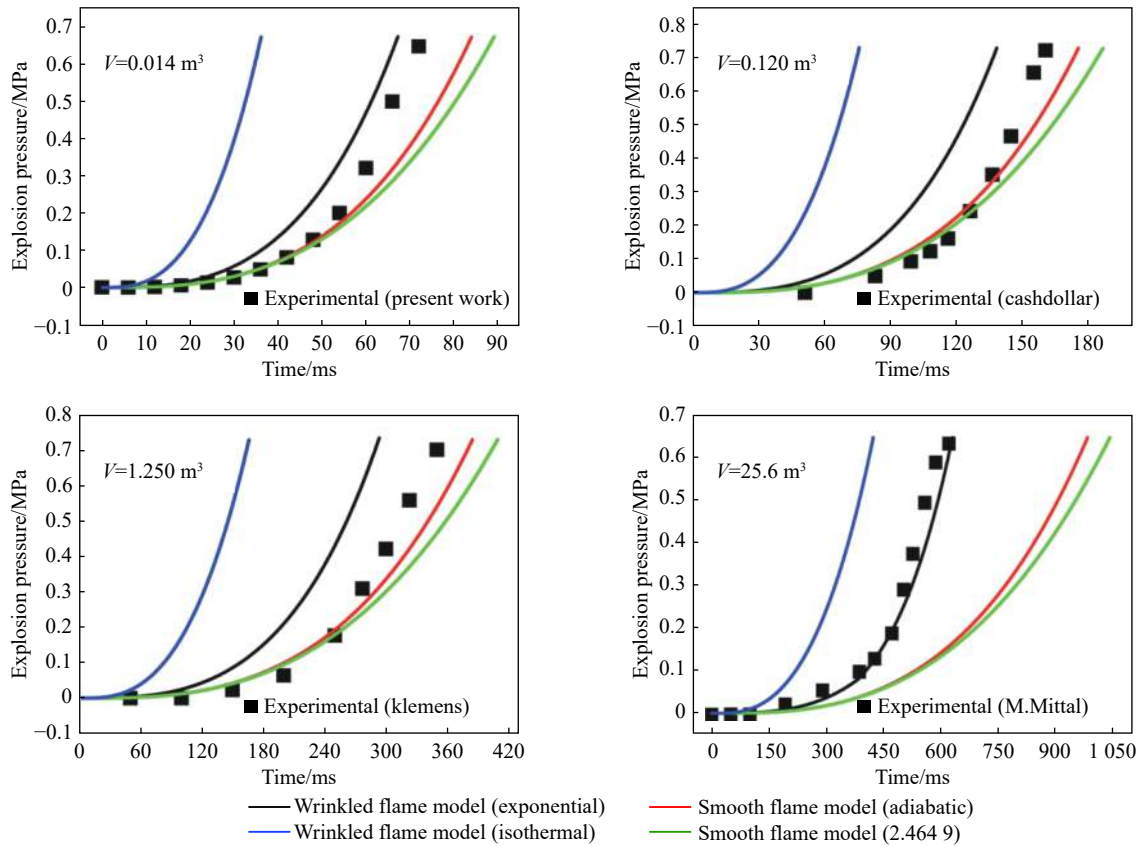 0.7
0.6
0.5
0.4
0.3
0.2
0.1
0
−0.1
Explosion pressure/MPa
V=0.014 m³
Experimental (present work)
0 10 20 30 40 50 60 70 80 90
Time/ms
0.8
0.7
0.6
0.5
0.4
0.3
0.2
0.1
0
−0.1
Explosion pressure/MPa
V=0.120 m³
Experimental (cashdollar)
0 30 60 90 120 150 180
Time/ms
0.8
0.7
0.6
0.5
0.4
0.3
0.2
0.1
0
−0.1
Explosion pressure/MPa
V=1.250 m³
Experimental (klemens)
0 60 120 180 240 300 360 420
Time/ms
0.7
0.6
0.5
0.4
0.3
0.2
0.1
0
Explosion pressure/MPa
V=25.6 m³
Experimental (M.Mittal)
0 150 300 450 600 750 900 1 050
Time/ms
Wrinkled flame model (exponential)
Smooth flame model (adiabatic)
Wrinkled flame model (isothermal)
Smooth flame model (2.464 9)